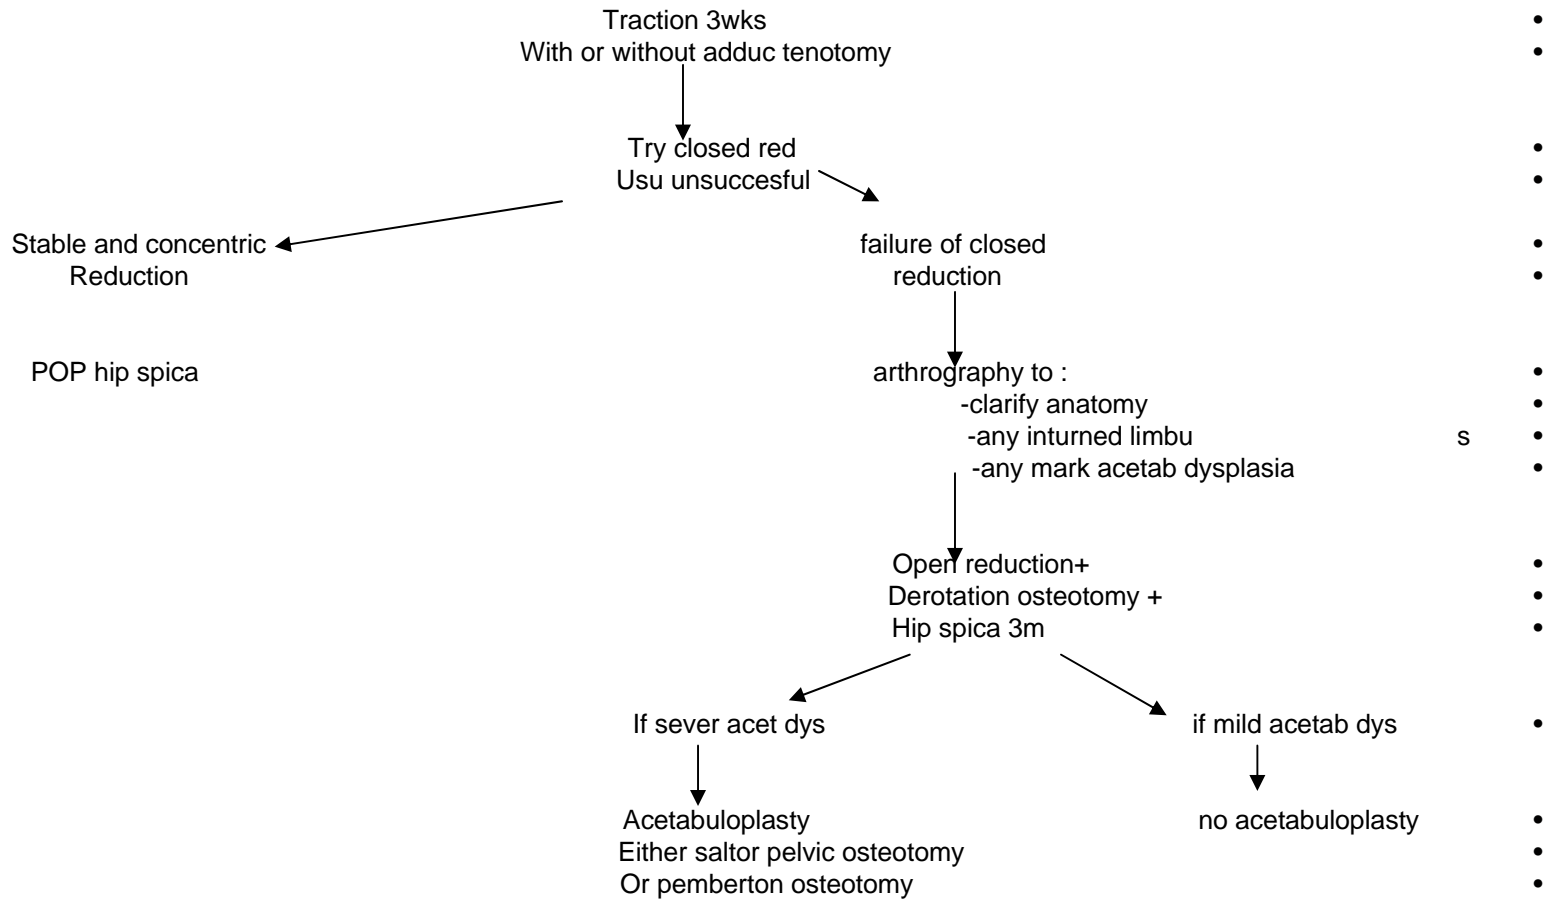 Traction 3wks
With or without adduc tenotomy
Try closed red
Usu unsuccesful
Stable and concentric failure of closed
Reduction reduction
POP hip spica arthrography to :
-clarify anatomy
-any inturned limbu s
-any mark acetab dysplasia
Open reduction+
Derotation osteotomy +
Hip spica 3m
If sever acet dys if mild acetab dys
Acetabuloplasty no acetabuloplasty
Either saltor pelvic osteotomy
Or pemberton osteotomy